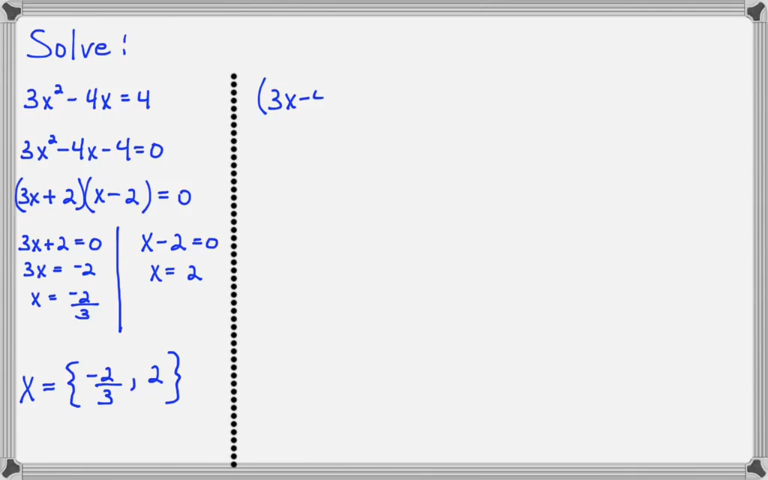 Solve:
3x² - 4x = 4
3x² - 4x - 4 = 0
(3x + 2)(x - 2) = 0
3x + 2 = 0
3x = -2
x = -2/3
x - 2 = 0
x = 2
x = {-2/3, 2}
(3x-